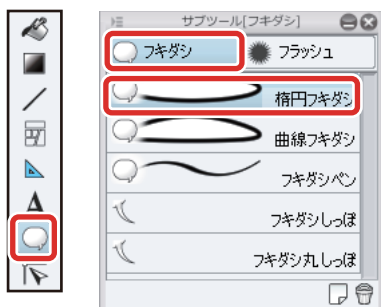 サブツール[フキダシ]
フキダシ
フラッシュ
楕円フキダシ
曲線フキダシ
フキダシペン
フキダシしっぽ
フキダシ丸しっぽ
A